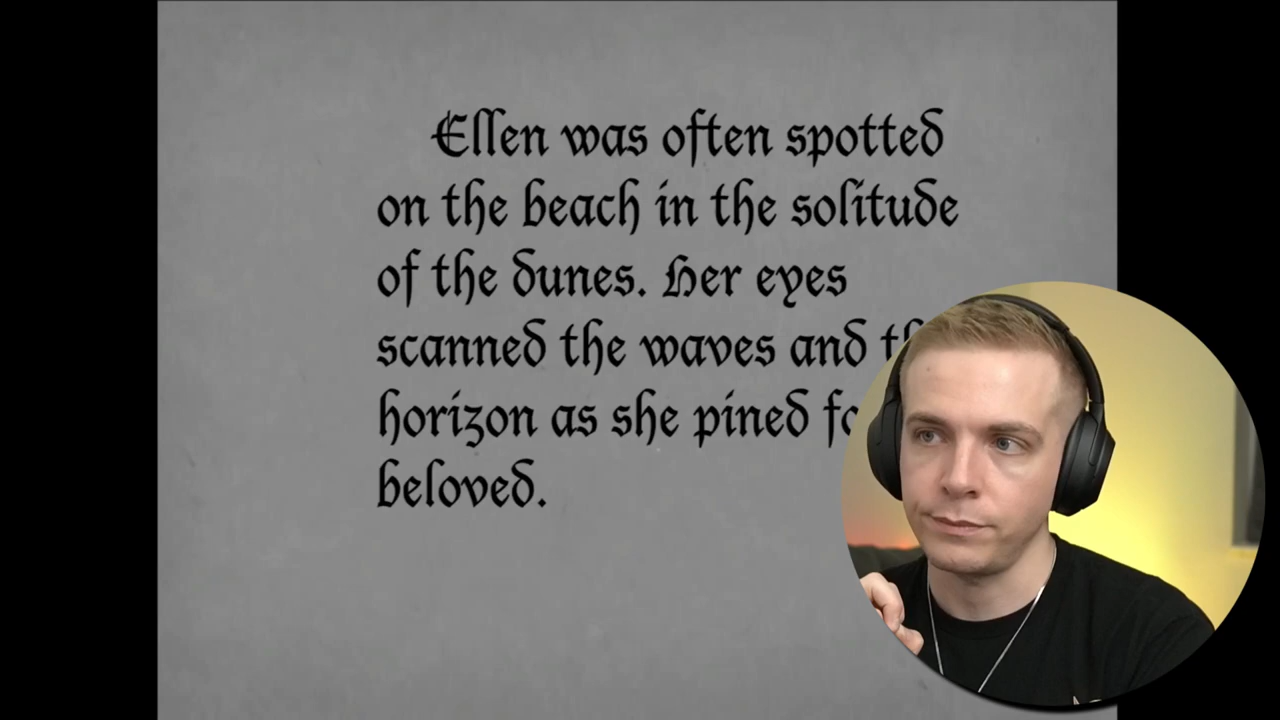 Ellen was often spotted
on the beach in the solitude
of the dunes. Her eyes
scanned the waves and
horizon as she pined
beloved.